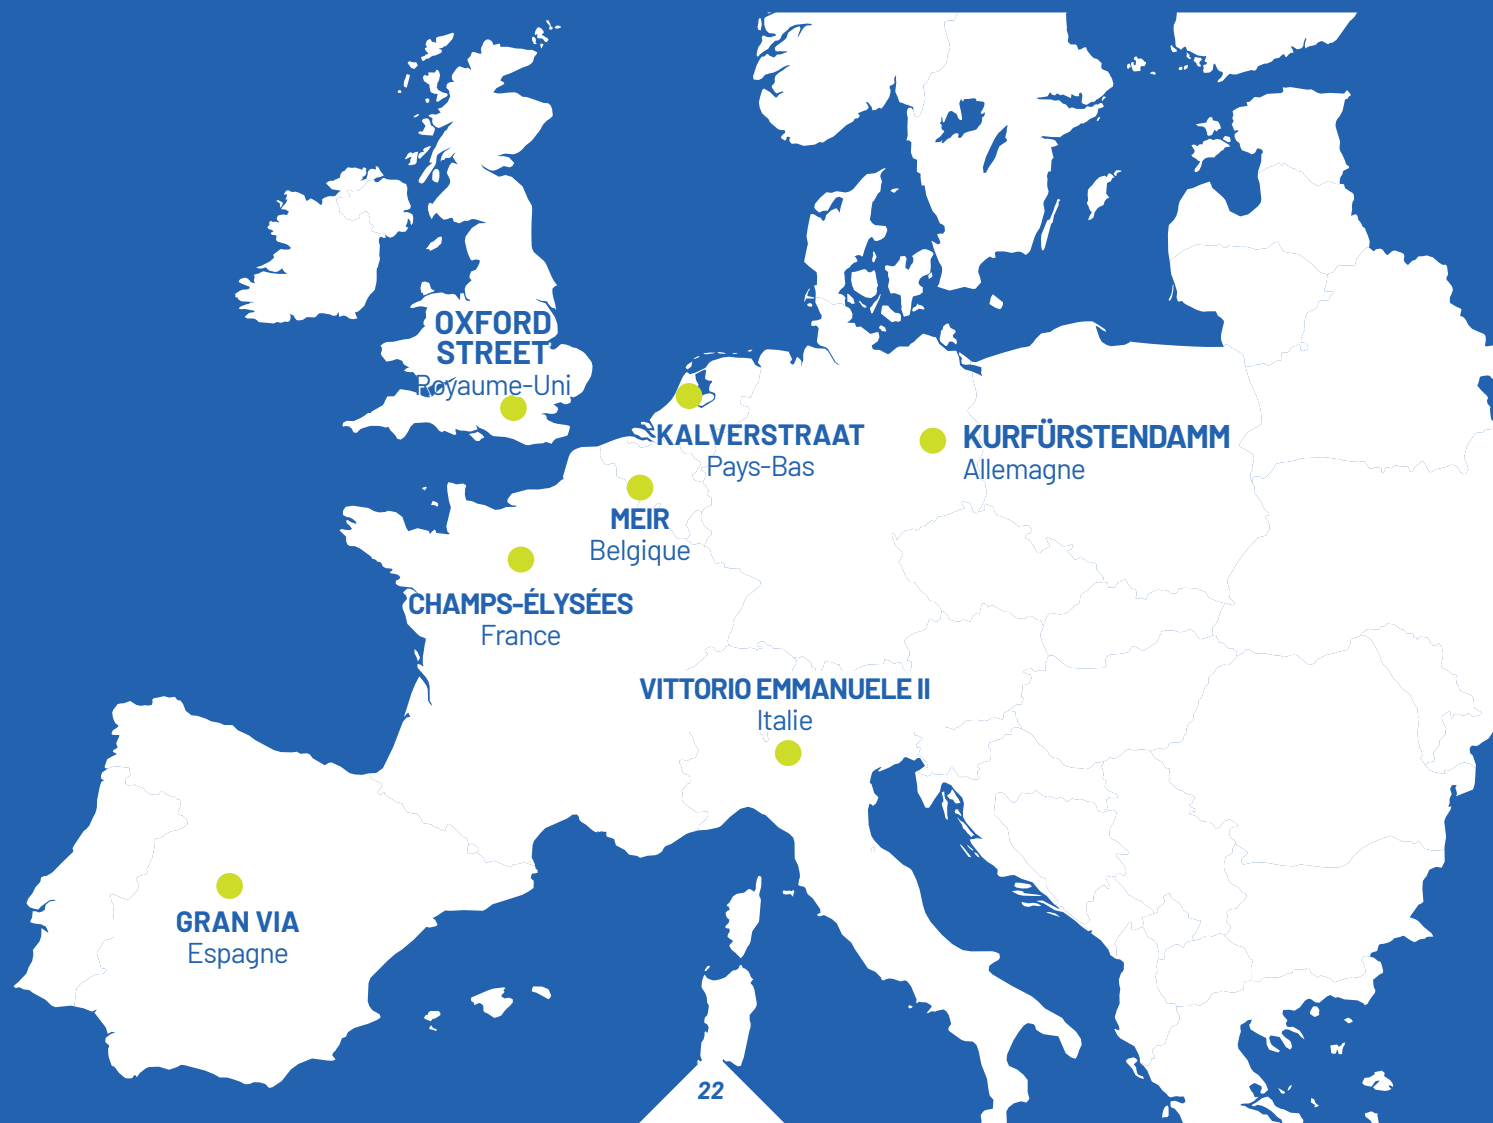 OXFORD
STREET
Royaume-Uni
KALVERSTRAAT
Pays-Bas
KURFÜRSTENDAMM
Allemagne
MEIR
Belgique
CHAMPS-ÉLYSÉES
France
VITTORIO EMMANUELE II
Italie
GRAN VIA
Espagne
22